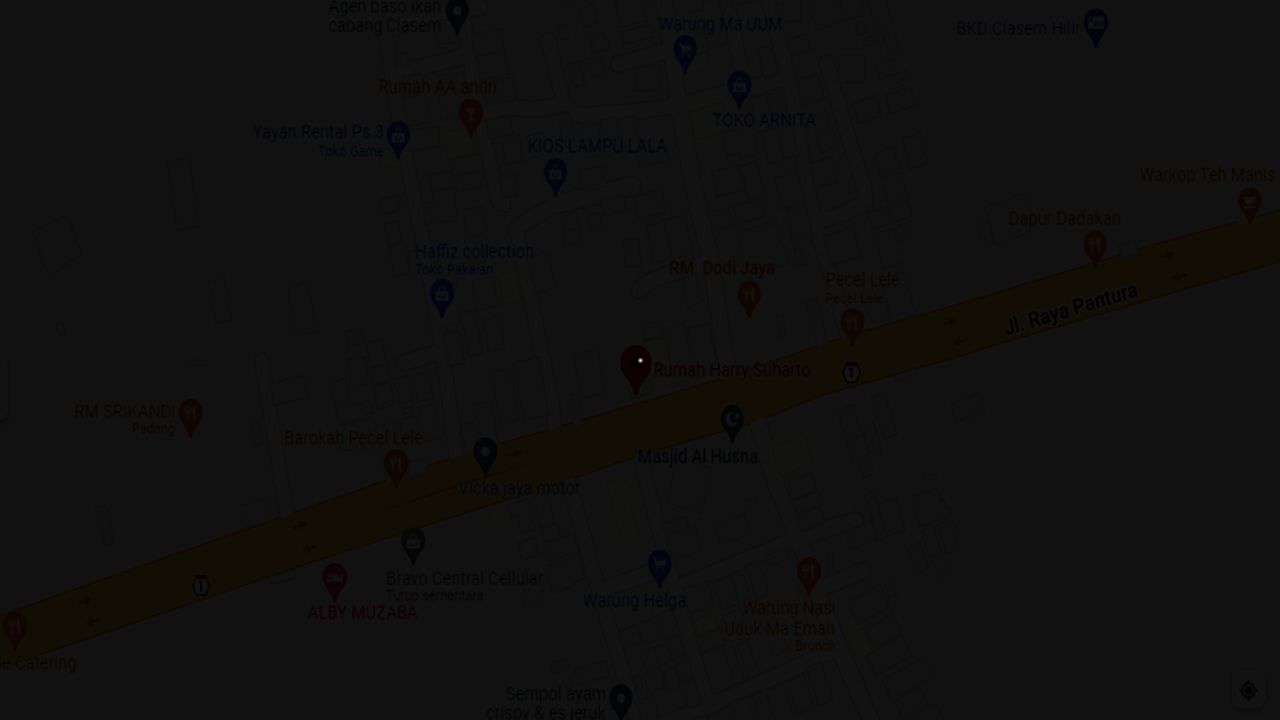 Agen baso ikan
cabang Ciasem
Warung Ma UUM
BKD Ciasem Hilir
Rumah AA andri
TOKO ARNITA
Yayan Rental Ps 3
Toko Game
KIOS LAMPU LALA
Warkop Teh Manis
Dapur Dadakan
Haffiz collection
Toko Pakaian
RM. Dodi Jaya
Pecel Lele
Pecel Lele
Jl. Raya Pantura
Rumah Harry Suharto
1
RM SRIKANDI
Padang
Barokah Pecel Lele
Masjid Al Husna
Vicka jaya motor
Bravo Central Cellular
Tutup sementara
1
ALBY MUZABA
Warung Helga
Warung Nasi
Uduk Ma Emah
Brunch
e Catering
Sempol ayam
crispy & es jeruk